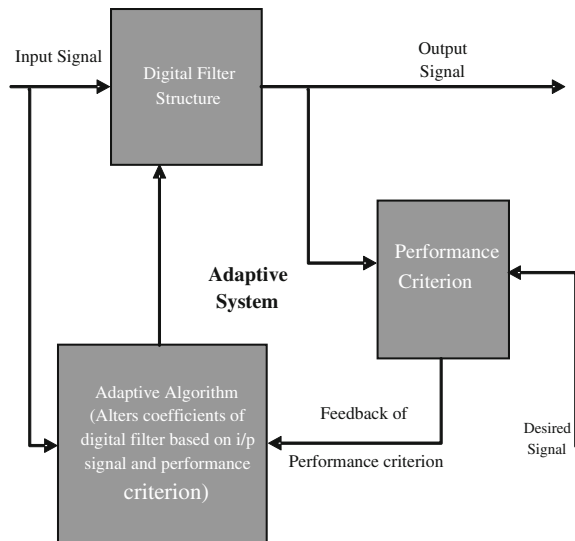 Input Signal
Digital Filter
Structure
Output
Signal
Performance
Criterion
Adaptive
System
Adaptive Algorithm
(Alters coefficients of
digital filter based on i/p
signal and performance
criterion)
Feedback of
Performance criterion
Desired
Signal